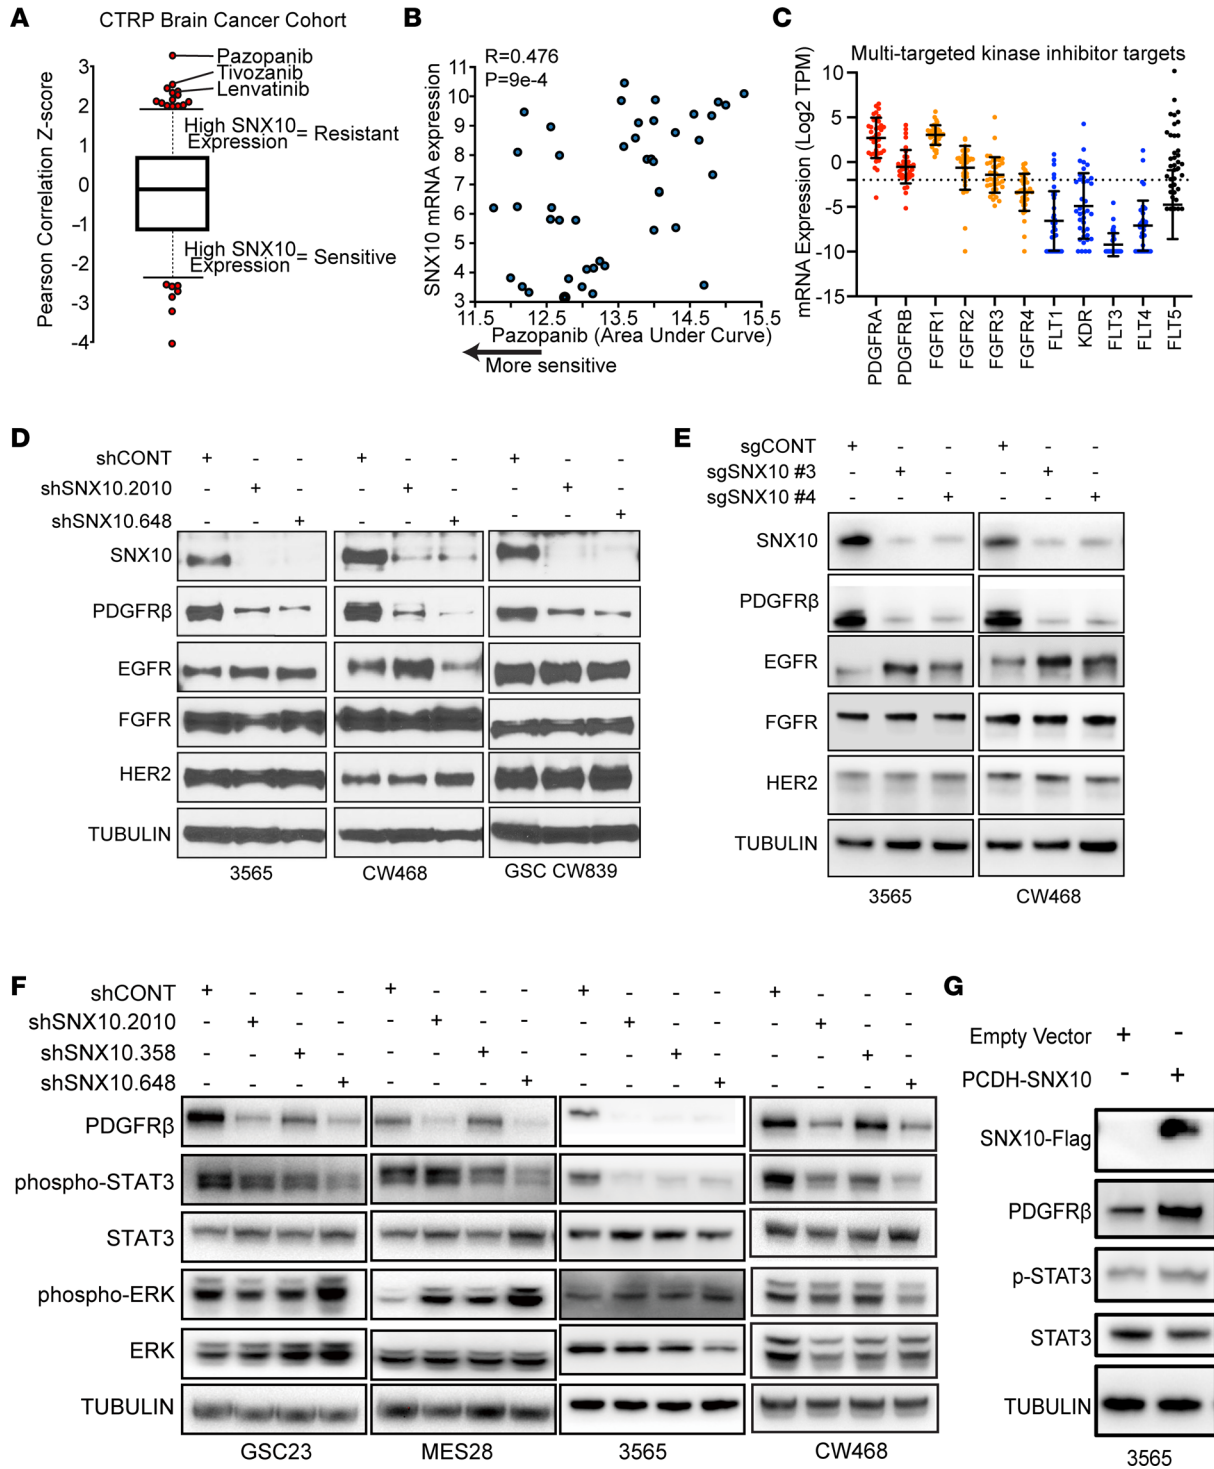 A
CTRP Brain Cancer Cohort
Pearson Correlation Z-score
3
2
1
0
-1
-2
-3
-4
Pazopanib
Tivozanib
Lenvatinib
High SNX10
Expression = Resistant
High SNX10
Expression = Sensitive
B
R=0.476
P=9e-4
SNX10 mRNA expression
11
10
9
8
7
6
5
4
3
11.5 12.5 13.5 14.5 15.5
Pazopanib (Area Under Curve)
More sensitive
C
Multi-targeted kinase inhibitor targets
mRNA Expression (Log2 TPM)
10
5
0
-5
-10
-15
PDGFRA
PDGFRB
FGFR1
FGFR2
FGFR3
FGFR4
FLT1
KDR
FLT3
FLT4
FLT5
D
shCONT + - - + - - + - -
shSNX10.2010 - + - - + - - + -
shSNX10.648 - - + - - + - - +
SNX10
PDGFRβ
EGFR
FGFR
HER2
TUBULIN
3565 CW468 GSC CW839
E
sgCONT + - - + - -
sgSNX10 #3 - + - - + -
sgSNX10 #4 - - + - - +
SNX10
PDGFRβ
EGFR
FGFR
HER2
TUBULIN
3565 CW468
F
shCONT + - - - + - - - + - - - + - - -
shSNX10.2010 - + - - - + - - - + - - - + - -
shSNX10.358 - - + - - - + - - - + - - - + -
shSNX10.648 - - - + - - - + - - - + - - - +
PDGFRβ
phospho-STAT3
STAT3
phospho-ERK
ERK
TUBULIN
GSC23 MES28 3565 CW468
G
Empty Vector + -
PCDH-SNX10 - +
SNX10-Flag
PDGFRβ
p-STAT3
STAT3
TUBULIN
3565